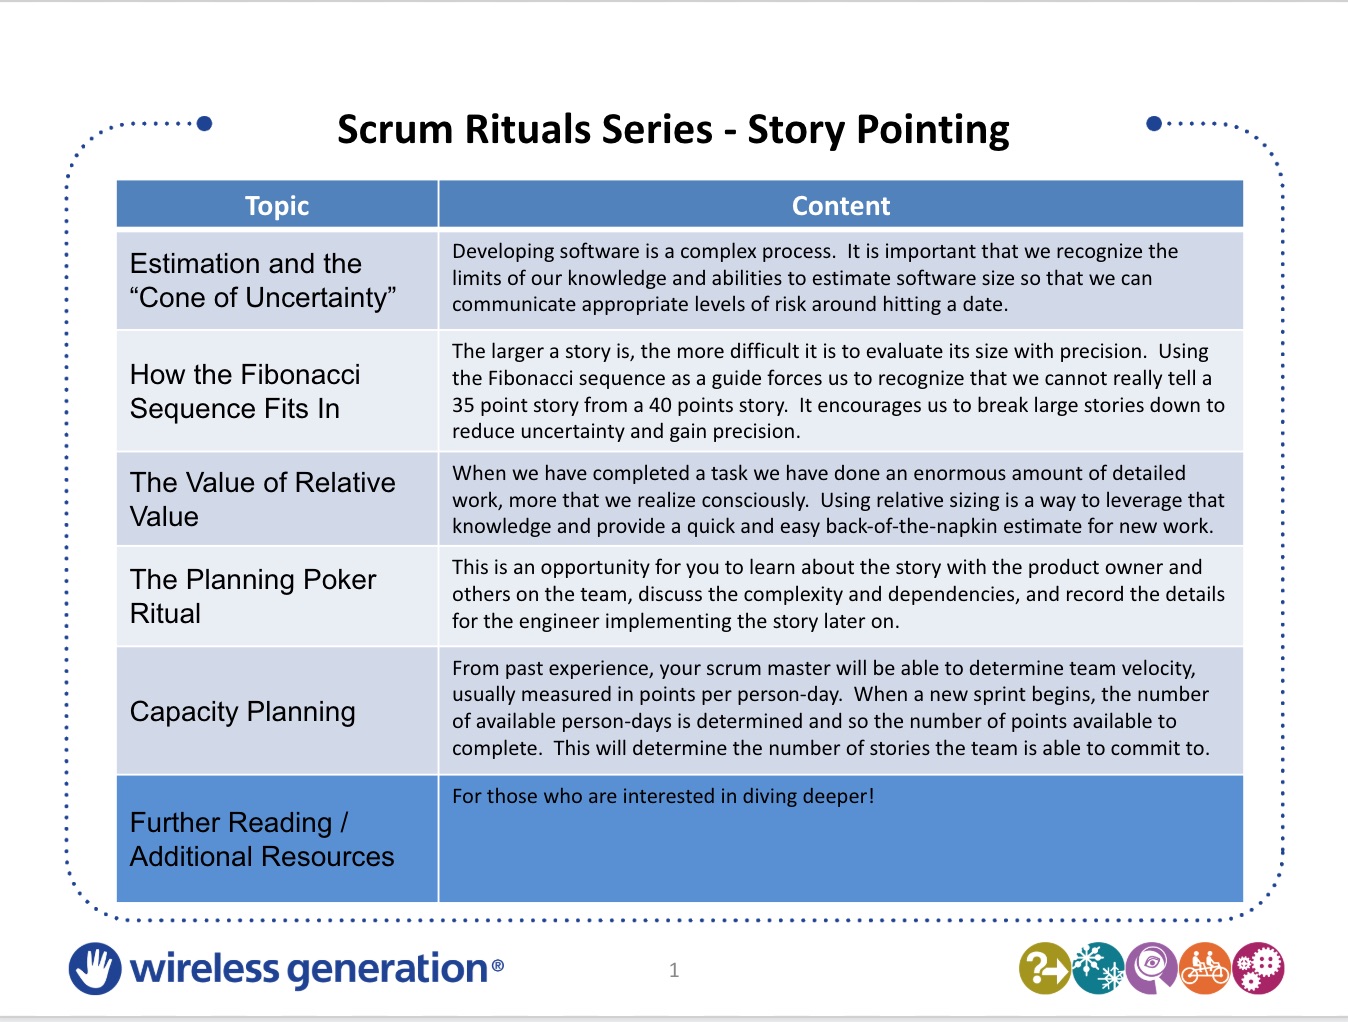 Scrum Rituals Series - Story Pointing
Topic
Content
Estimation and the
“Cone of Uncertainty”
Developing software is a complex process.  It is important that we recognize the
limits of our knowledge and abilities to estimate software size so that we can
communicate appropriate levels of risk around hitting a date.
How the Fibonacci
Sequence Fits In
The larger a story is, the more difficult it is to evaluate its size with precision.  Using
the Fibonacci sequence as a guide forces us to recognize that we cannot really tell a
35 point story from a 40 points story.  It encourages us to break large stories down to
reduce uncertainty and gain precision.
The Value of Relative
Value
When we have completed a task we have done an enormous amount of detailed
work, more that we realize consciously.  Using relative sizing is a way to leverage that
knowledge and provide a quick and easy back-of-the-napkin estimate for new work.
The Planning Poker
Ritual
This is an opportunity for you to learn about the story with the product owner and
others on the team, discuss the complexity and dependencies, and record the details
for the engineer implementing the story later on.
Capacity Planning
From past experience, your scrum master will be able to determine team velocity,
usually measured in points per person-day.  When a new sprint begins, the number
of available person-days is determined and so the number of points available to
complete.  This will determine the number of stories the team is able to commit to.
Further Reading /
Additional Resources
For those who are interested in diving deeper!
wireless generation®
1
?